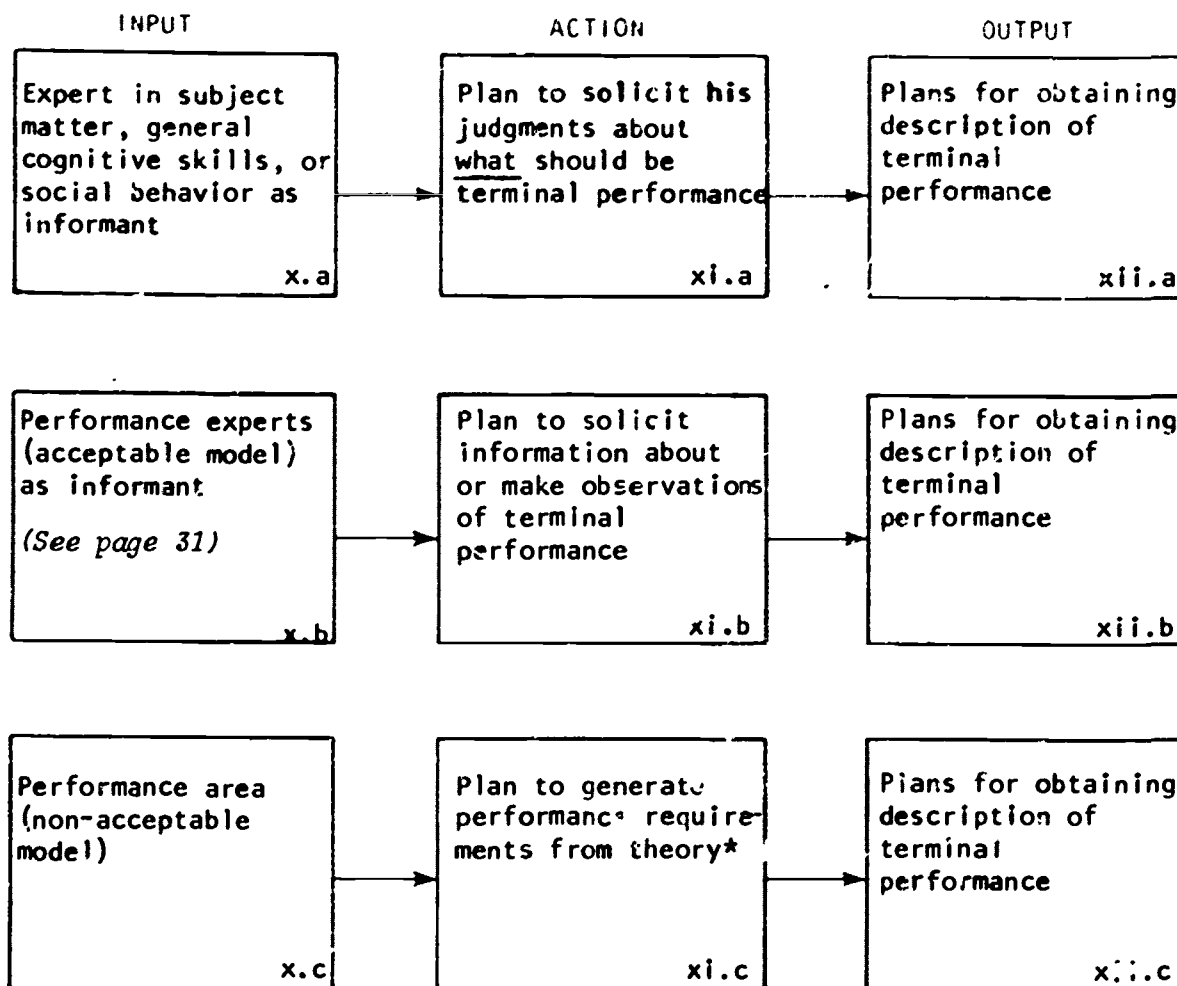 INPUT
ACTION
OUTPUT
Expert in subject
matter, general
cognitive skills, or
social behavior as
informant
x.a
Plan to solicit his
judgments about
what should be
terminal performance
xi.a
Plans for obtaining
description of
terminal
performance
xii.a
Performance experts
(acceptable model)
as informant
(See page 31)
x.b
Plan to solicit
information about
or make observations
of terminal
performance
xi.b
Plans for obtaining
description of
terminal
performance
xii.b
Performance area
(non-acceptable
model)
x.c
Plan to generate
performance require-
ments from theory*
xi.c
Plans for obtaining
description of
terminal
performance
xii.c